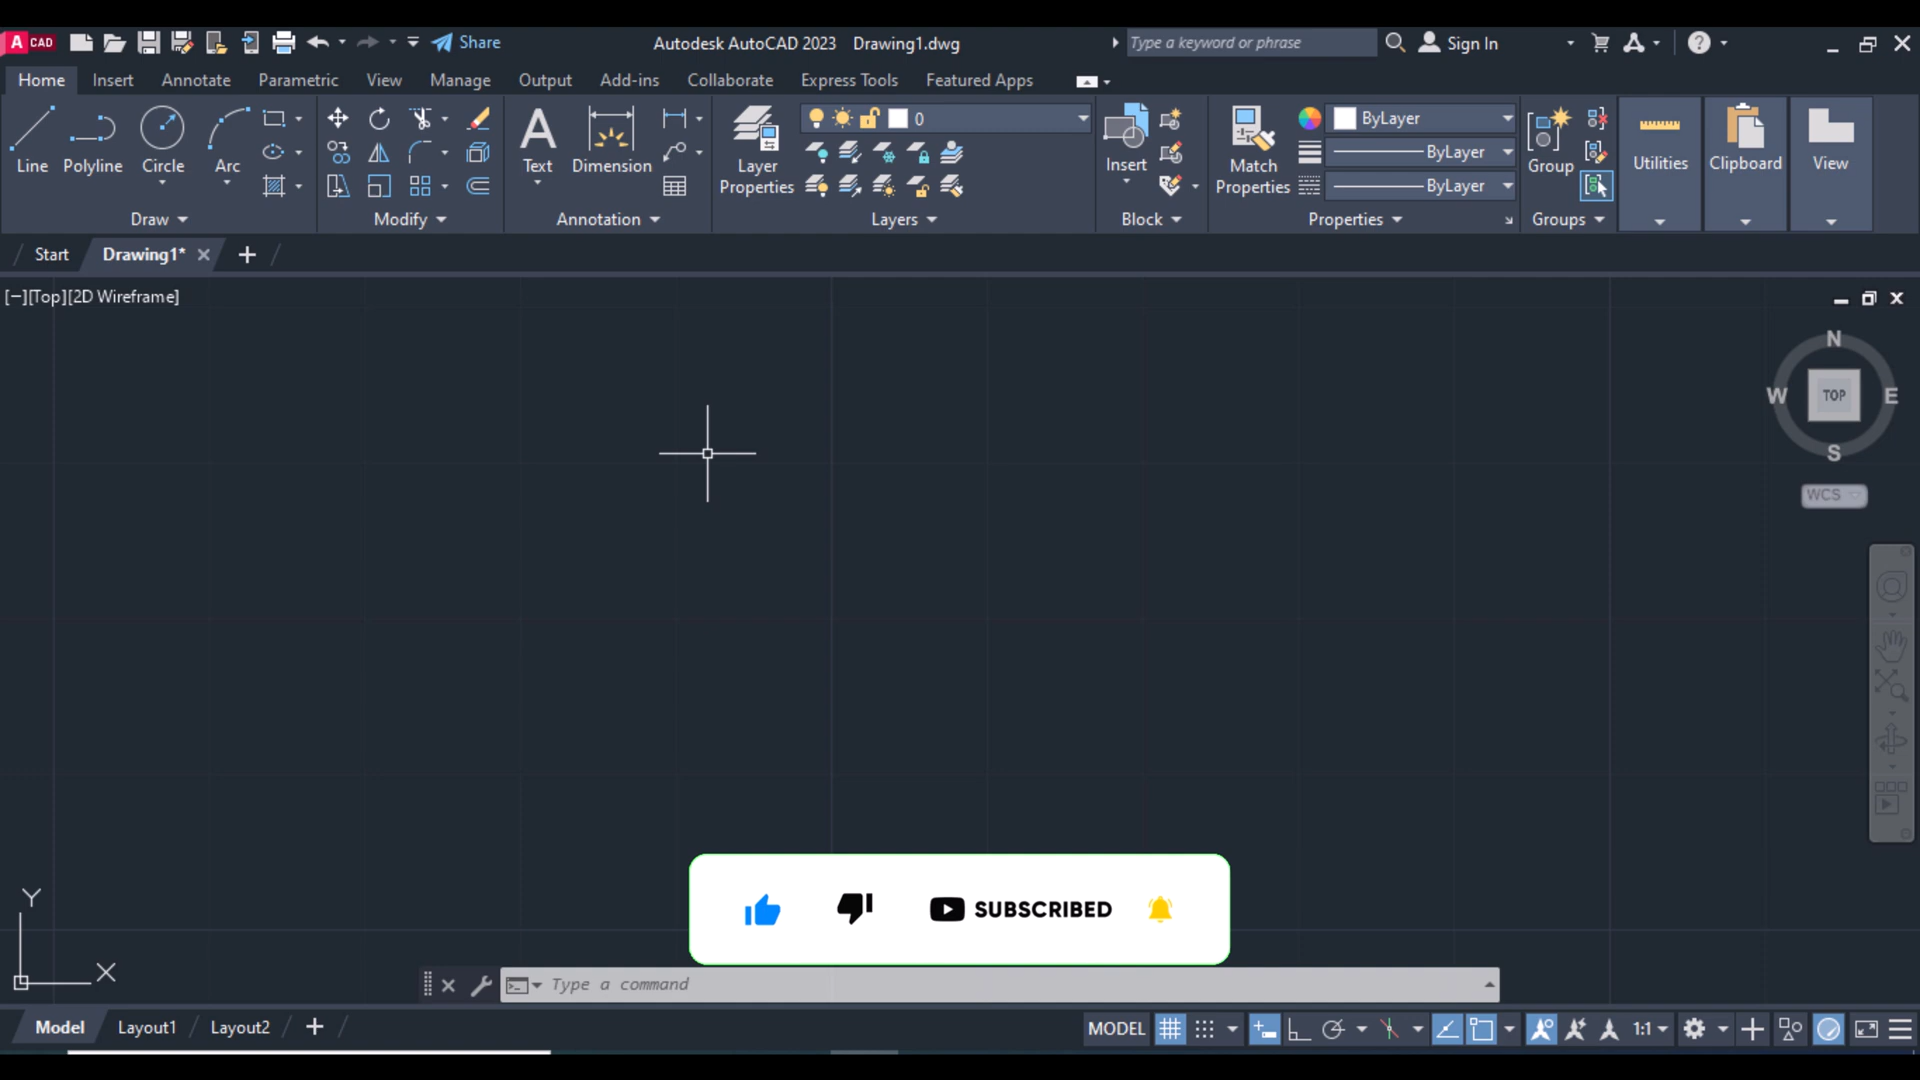 A CAD Share Autodesk AutoCAD 2023 Drawing1.dwg Type a keyword or phrase Sign In
Home Insert Annotate Parametric View Manage Output Add-ins Collaborate Express Tools Featured Apps
0 ByLayer
ByLayer
Line Polyline Circle Arc A Text Dimension Layer Properties Insert Match Properties Group Utilities Clipboard View
ByLayer
Draw Modify Annotation Layers Block Properties Groups
Start Drawing1* +
[−][Top][2D Wireframe]
N
W TOP E
S
WCS
SUBSCRIBED
Y
X
Type a command
Model Layout1 Layout2 + MODEL 1:1